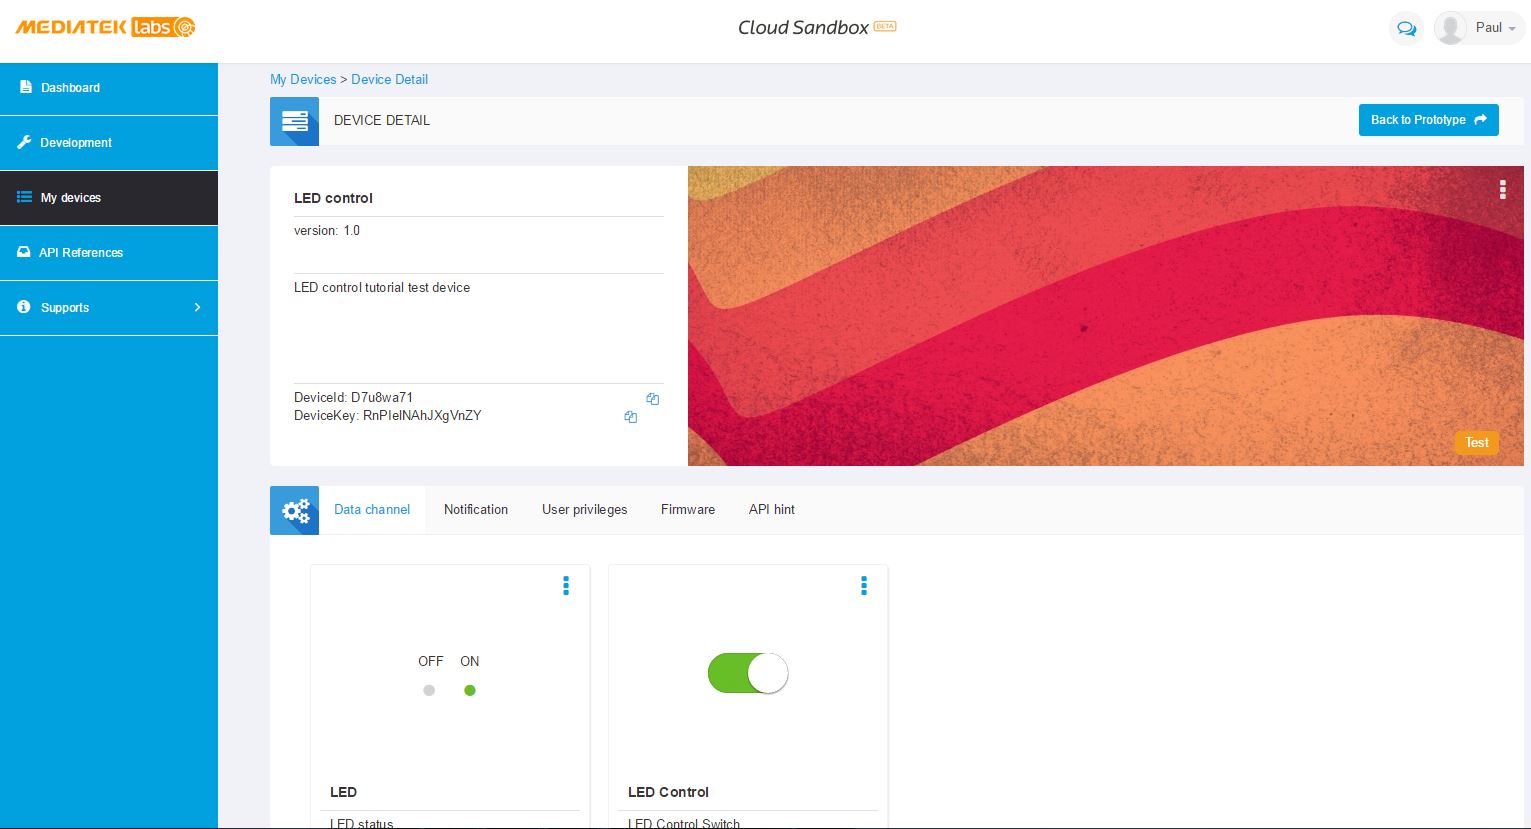 MEDIATEK labs
Cloud Sandbox BETA
Paul
Dashboard
Development
My devices
API References
Supports
My Devices > Device Detail
DEVICE DETAIL
Back to Prototype
LED control
version: 1.0
LED control tutorial test device
DeviceId: D7u8wa71
DeviceKey: RnPIelNAhJXgVnZY
Test
Data channel
Notification
User privileges
Firmware
API hint
OFF ON
LED
LED status
LED Control
LED Control Switch